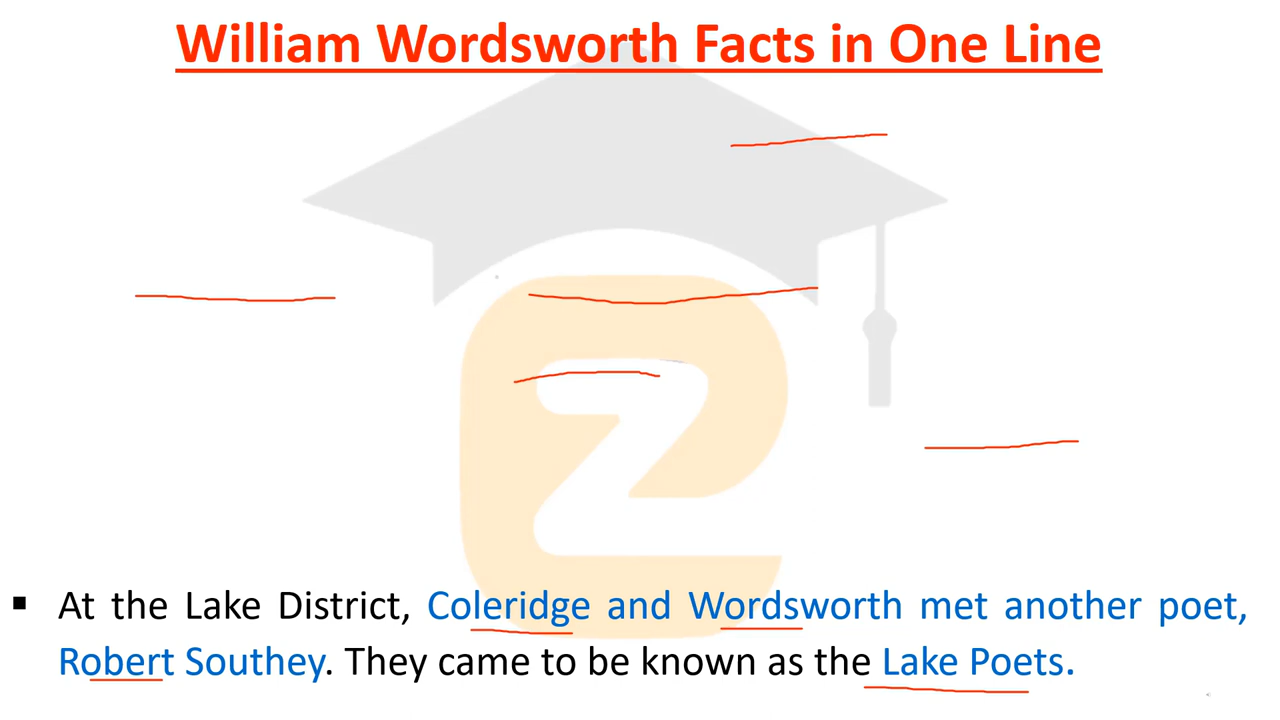 William Wordsworth Facts in One Line
▪ At the Lake District, Coleridge and Wordsworth met another poet,
Robert Southey. They came to be known as the Lake Poets.